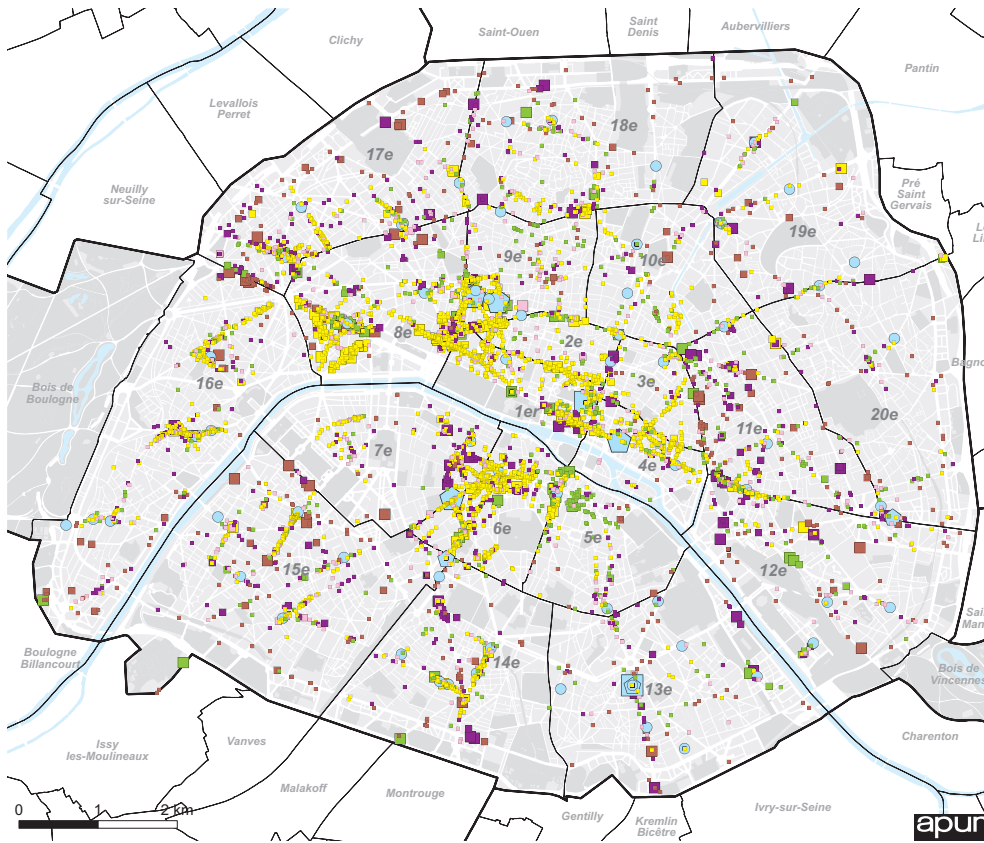 Clichy
Saint-Ouen
Saint
Denis
Aubervilliers
Pantin
Levallois
Perret
18e
17e
Neuilly
sur-Seine
Pré
Saint
Gervais
19e
9e
10e
8e
2e
3e
16e
Bois de
Boulogne
1er
11e
20e
7e
4e
6e
5e
15e
12e
Boulogne
Billancourt
14e
13e
Bois de
Vincennes
Issy
les-Moulineaux
Vanves
Charenton
Malakoff
Montrouge
Gentilly
Kremlin
Bicêtre
Ivry-sur-Seine
0 1 2 km
apur